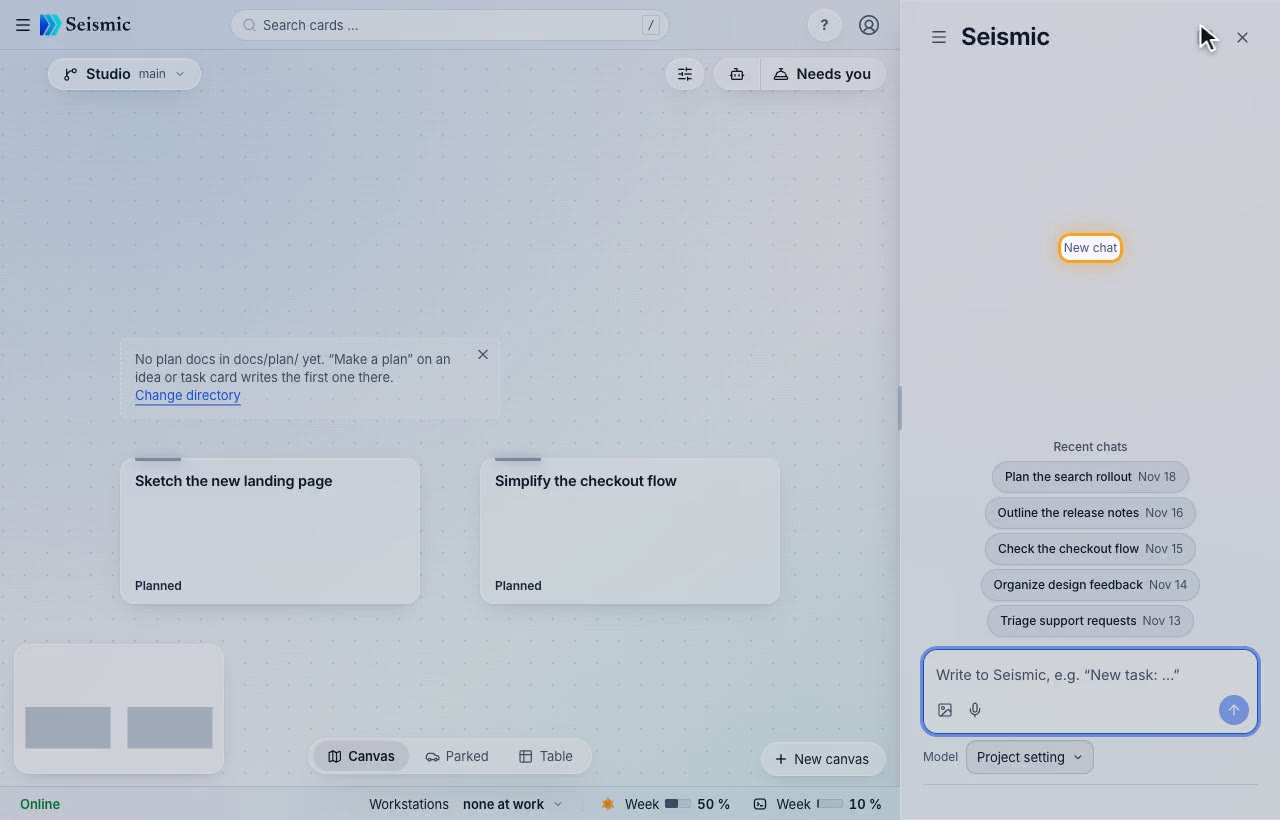 Seismic
Search cards ...
/
?
Seismic
Studio main
Needs you
New chat
No plan docs in docs/plan/ yet. “Make a plan” on an
idea or task card writes the first one there.
Change directory
Sketch the new landing page
Planned
Simplify the checkout flow
Planned
Recent chats
Plan the search rollout Nov 18
Outline the release notes Nov 16
Check the checkout flow Nov 15
Organize design feedback Nov 14
Triage support requests Nov 13
Write to Seismic, e.g. “New task: ...”
Model Project setting
Canvas
Parked
Table
New canvas
Online
Workstations none at work
Week 50 %
Week 10 %